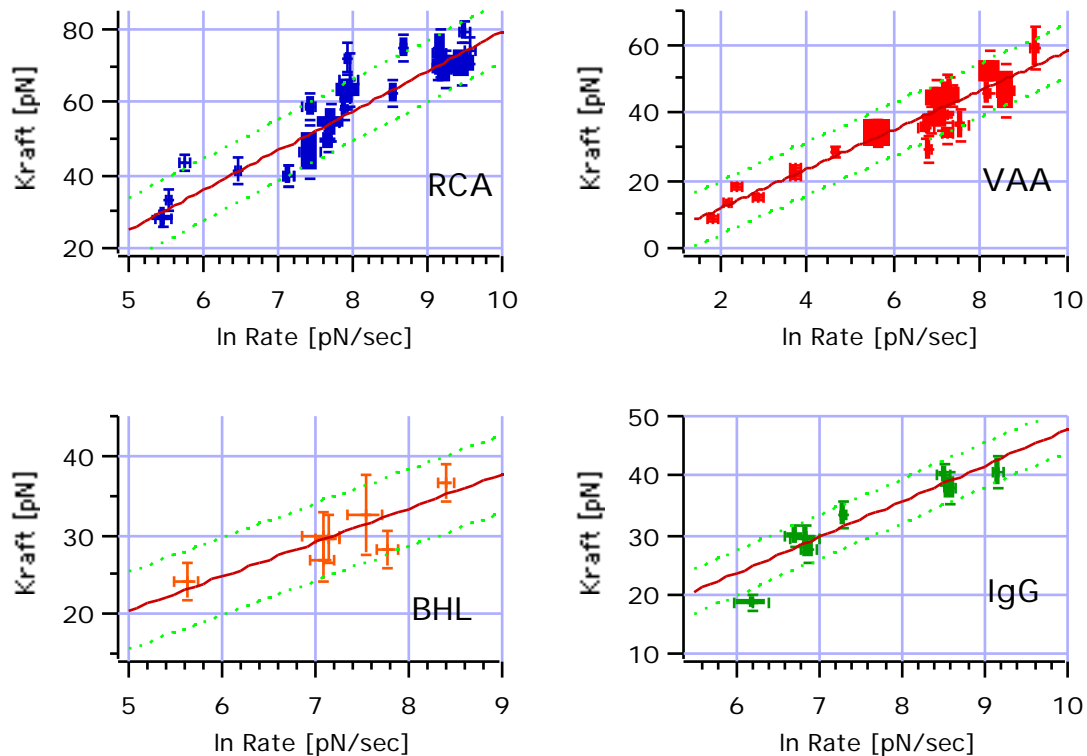 80
60
40
20
Kraft [pN]
RCA
5 6 7 8 9 10
ln Rate [pN/sec]
60
40
20
0
Kraft [pN]
VAA
2 4 6 8 10
ln Rate [pN/sec]
40
30
20
Kraft [pN]
BHL
5 7 8 9
ln Rate [pN/sec]
50
40
30
20
10
Kraft [pN]
IgG
6 7 8 9 10
ln Rate [pN/sec]